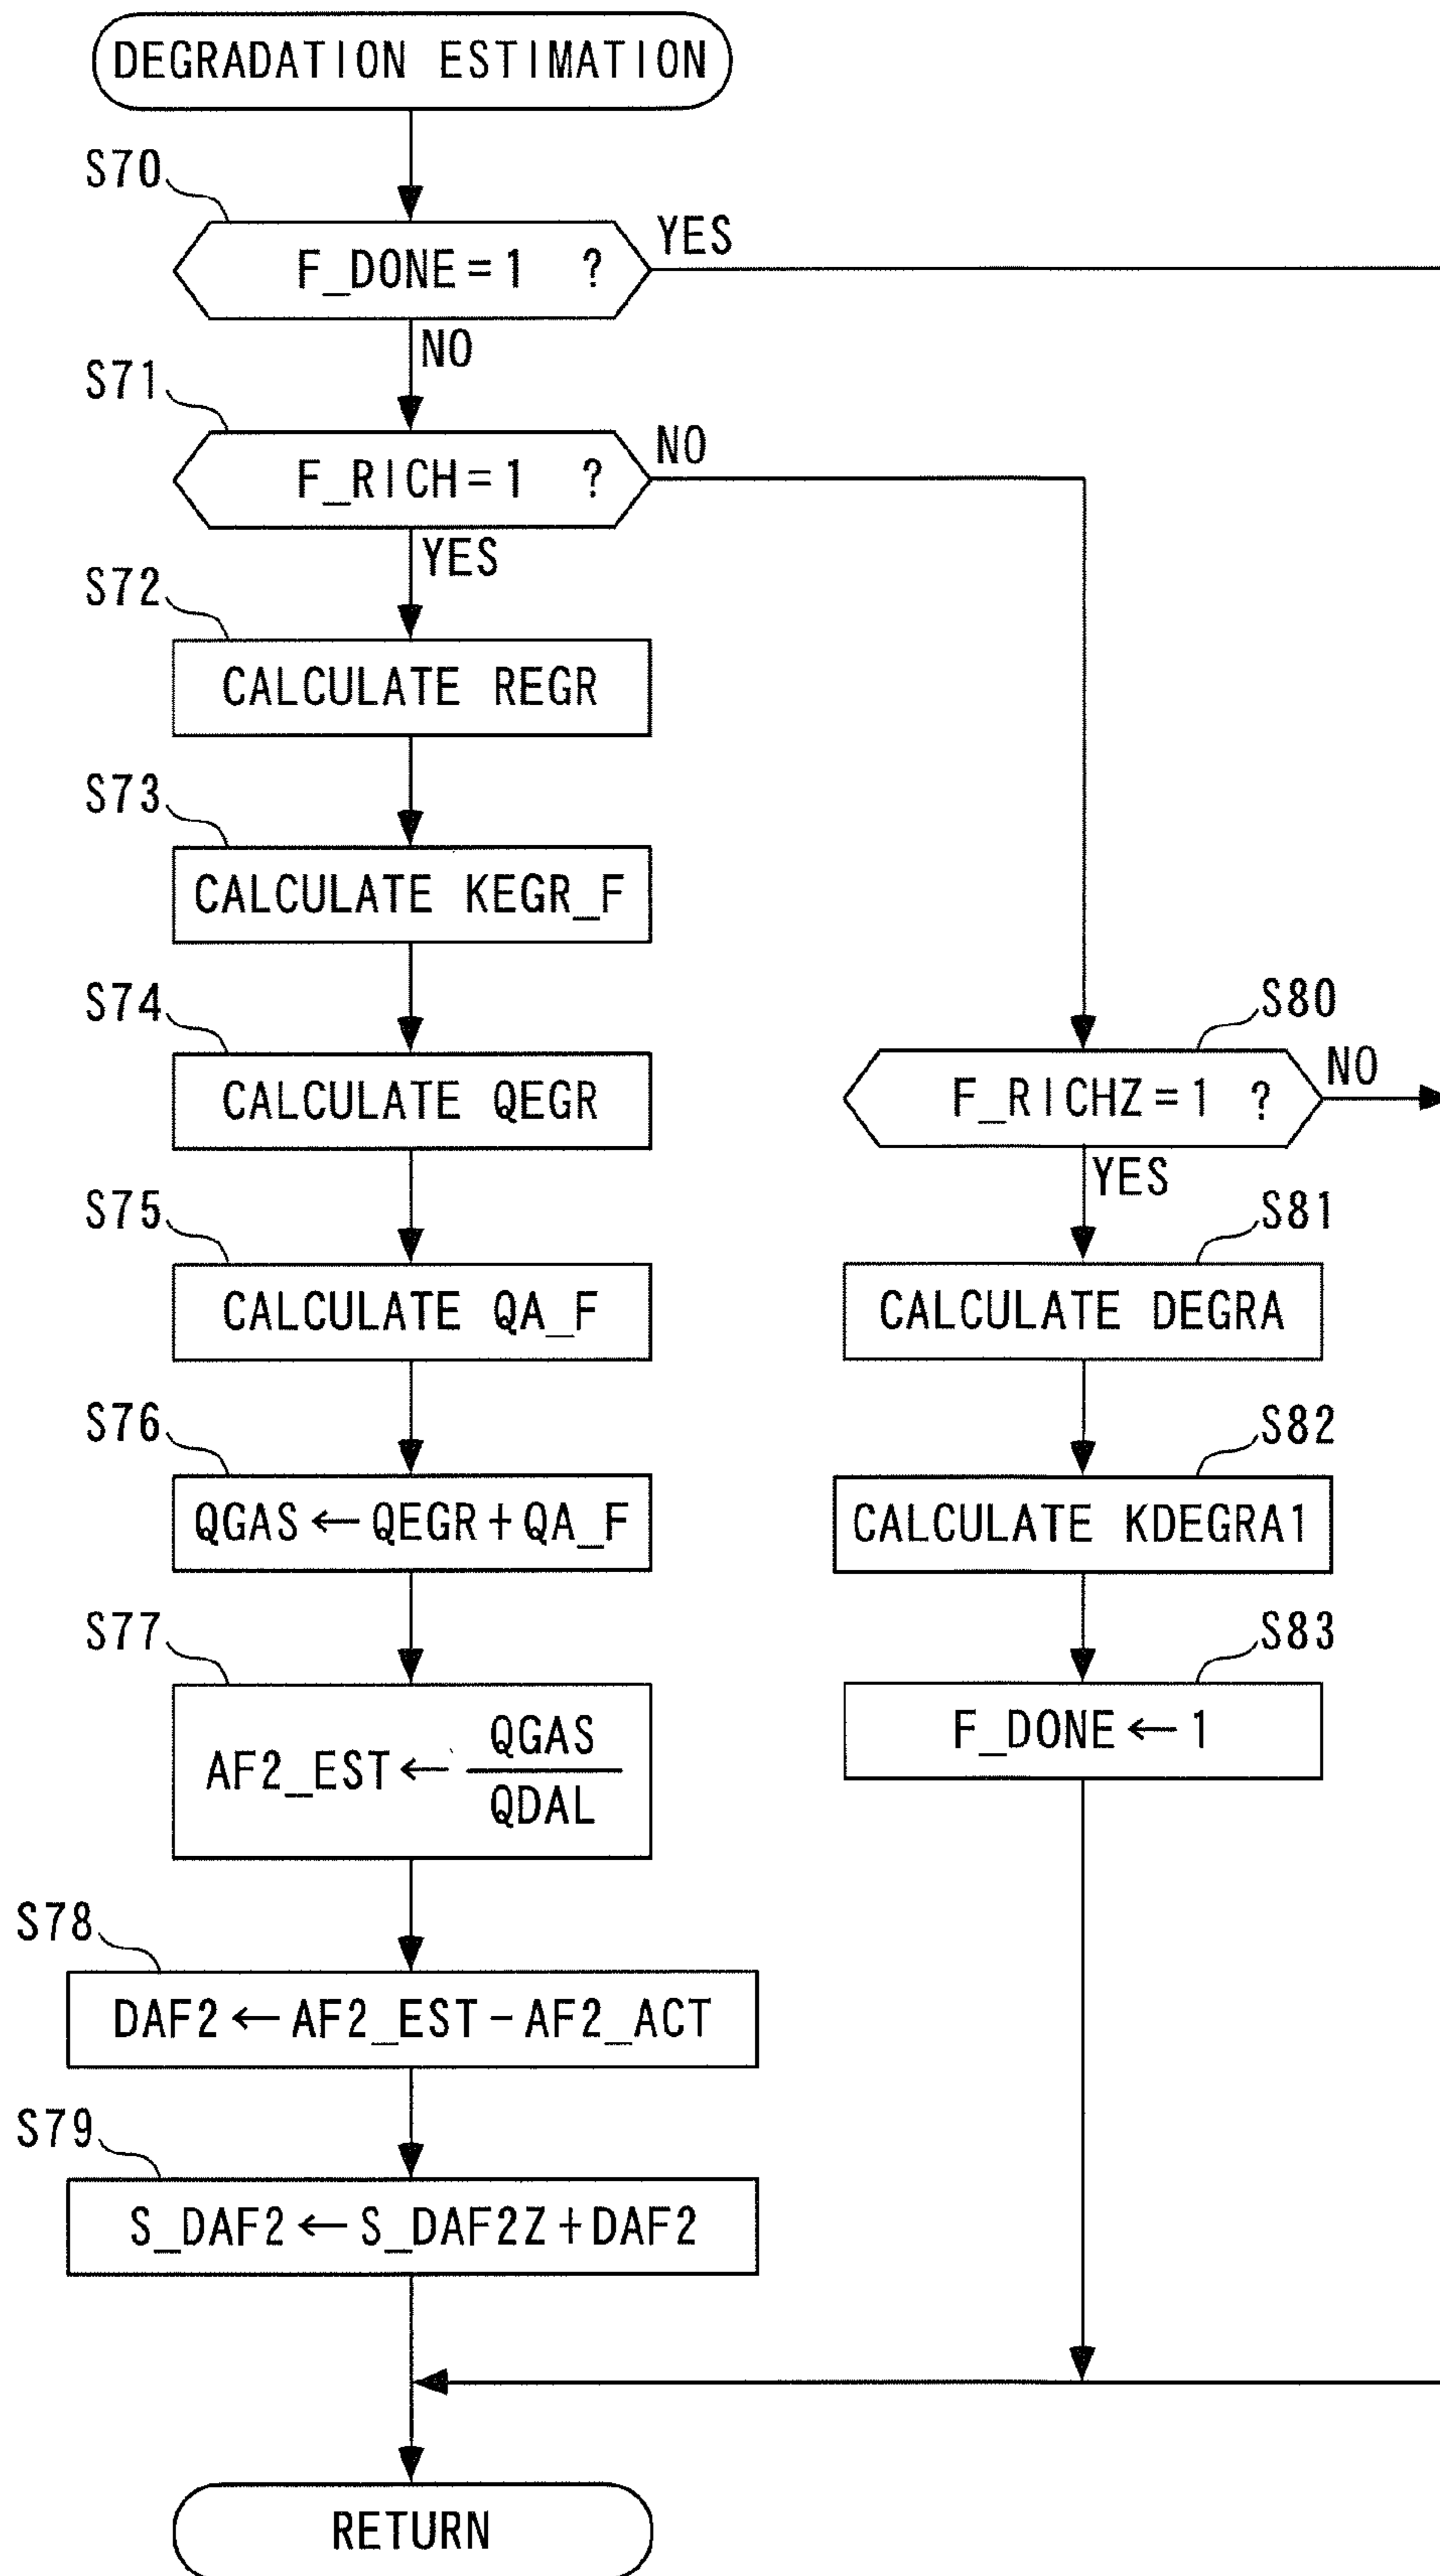 DEGRADATION ESTIMATION
S70
F_DONE=1 ?
YES
NO
S71
F_RICH=1 ?
NO
YES
S72
CALCULATE REGR
S73
CALCULATE KEGR_F
S74
CALCULATE QEGR
S75
CALCULATE QA_F
S76
QGAS←QEGR+QA_F
S77
AF2_EST←QGAS
QDAL
S78
DAF2←AF2_EST-AF2_ACT
S79
S_DAF2←S_DAF2Z+DAF2
S80
F_RICHZ=1 ?
NO
YES
S81
CALCULATE DEGRA
S82
CALCULATE KDEGRA1
S83
F_DONE←1
RETURN